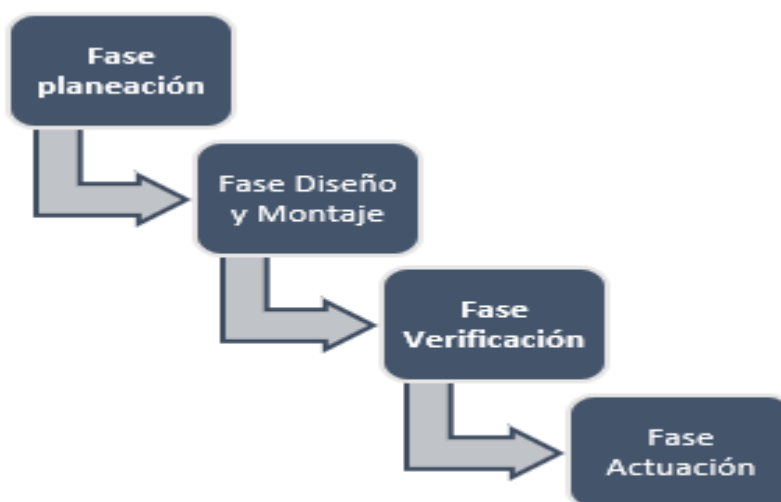 Fase
planeación
Fase Diseño
y Montaje
Fase
Verificación
Fase
Actuación